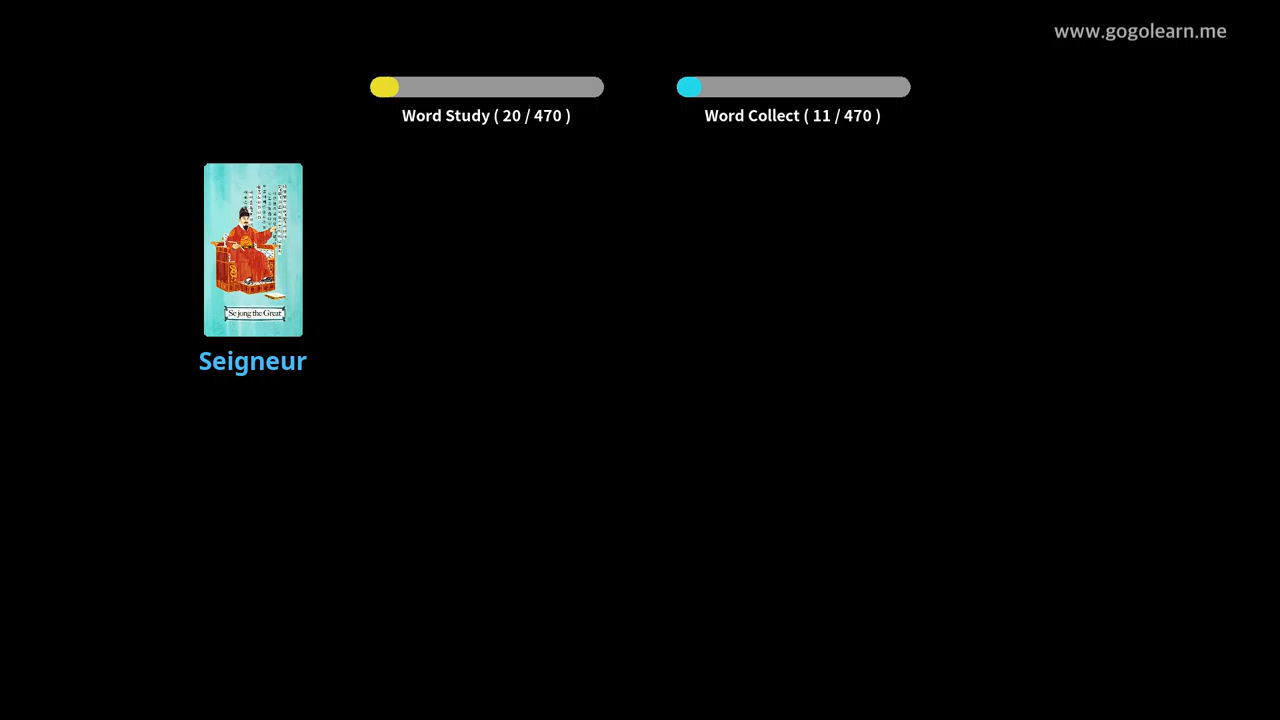 www.gogolearn.me
Word Study ( 20 / 470 )
Word Collect ( 11 / 470 )
Sejong the Great
Seigneur